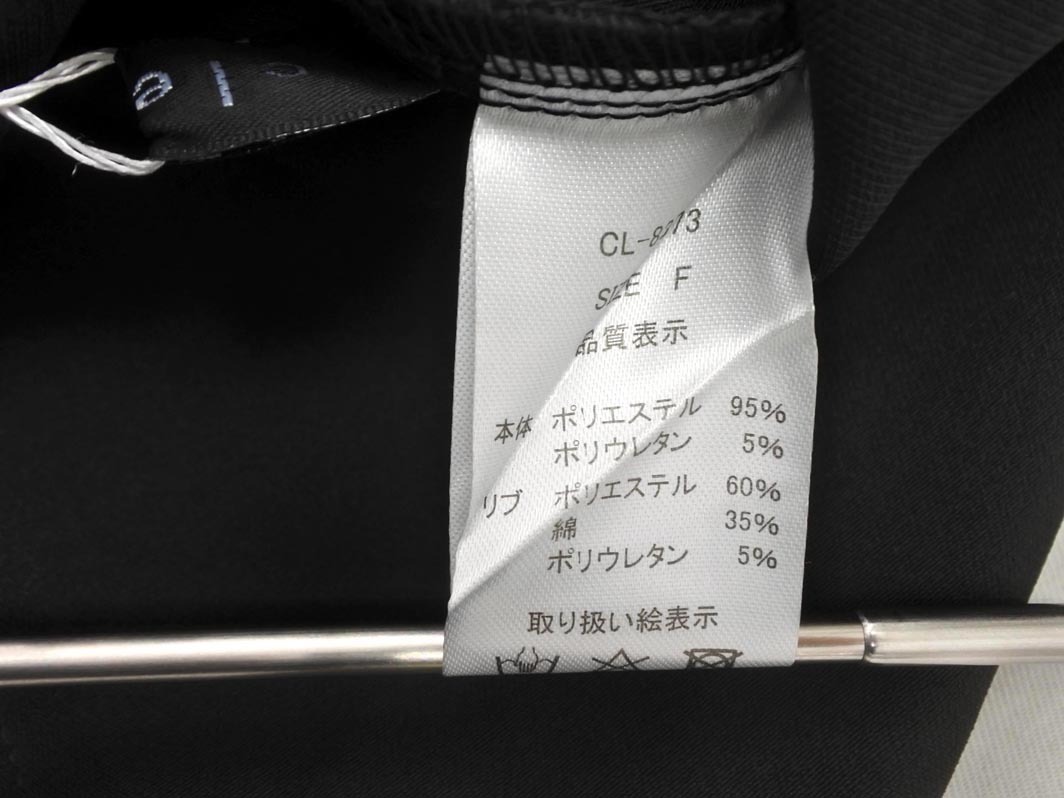 SIZE F
品質表示
本体 ポリエステル 95%
ポリウレタン 5%
リブ ポリエステル 60%
綿 35%
ポリウレタン 5%
取り扱い絵表示